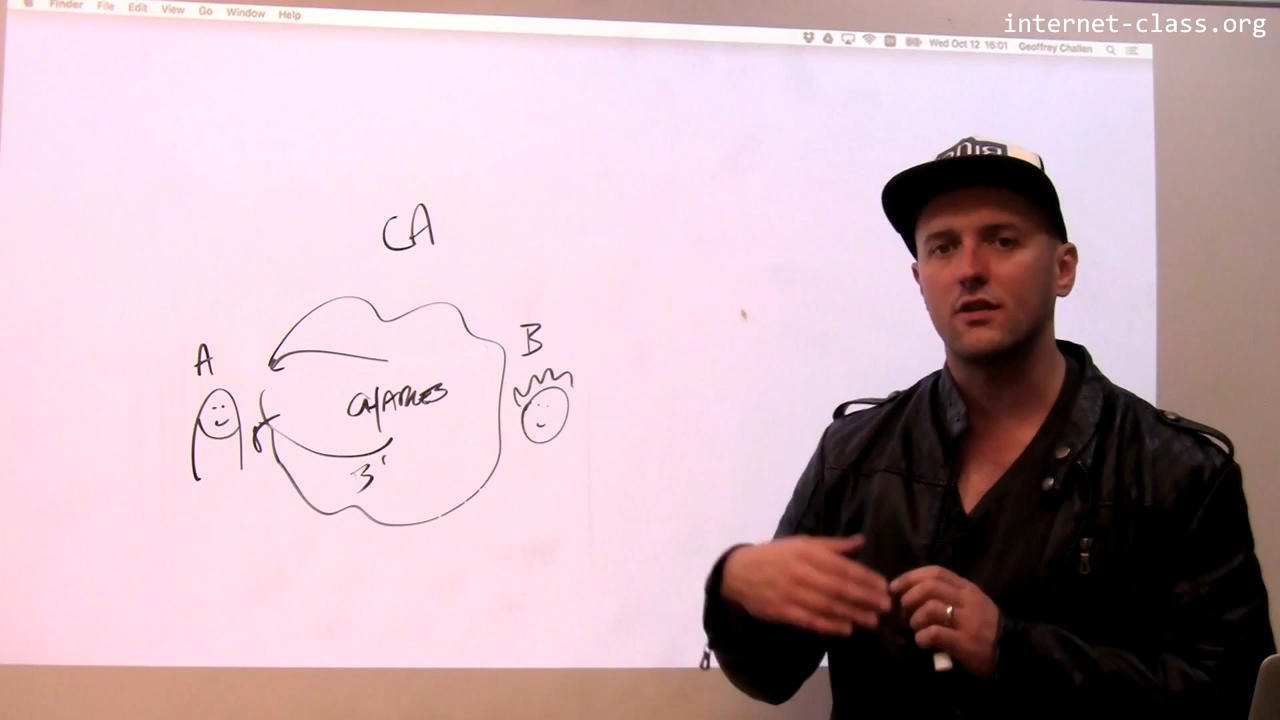 Finder File Edit View Go Window Help
internet-class.org
Wed Oct 12 16:01 Geoffrey Challen
CA
A
B
CHARLES
B'